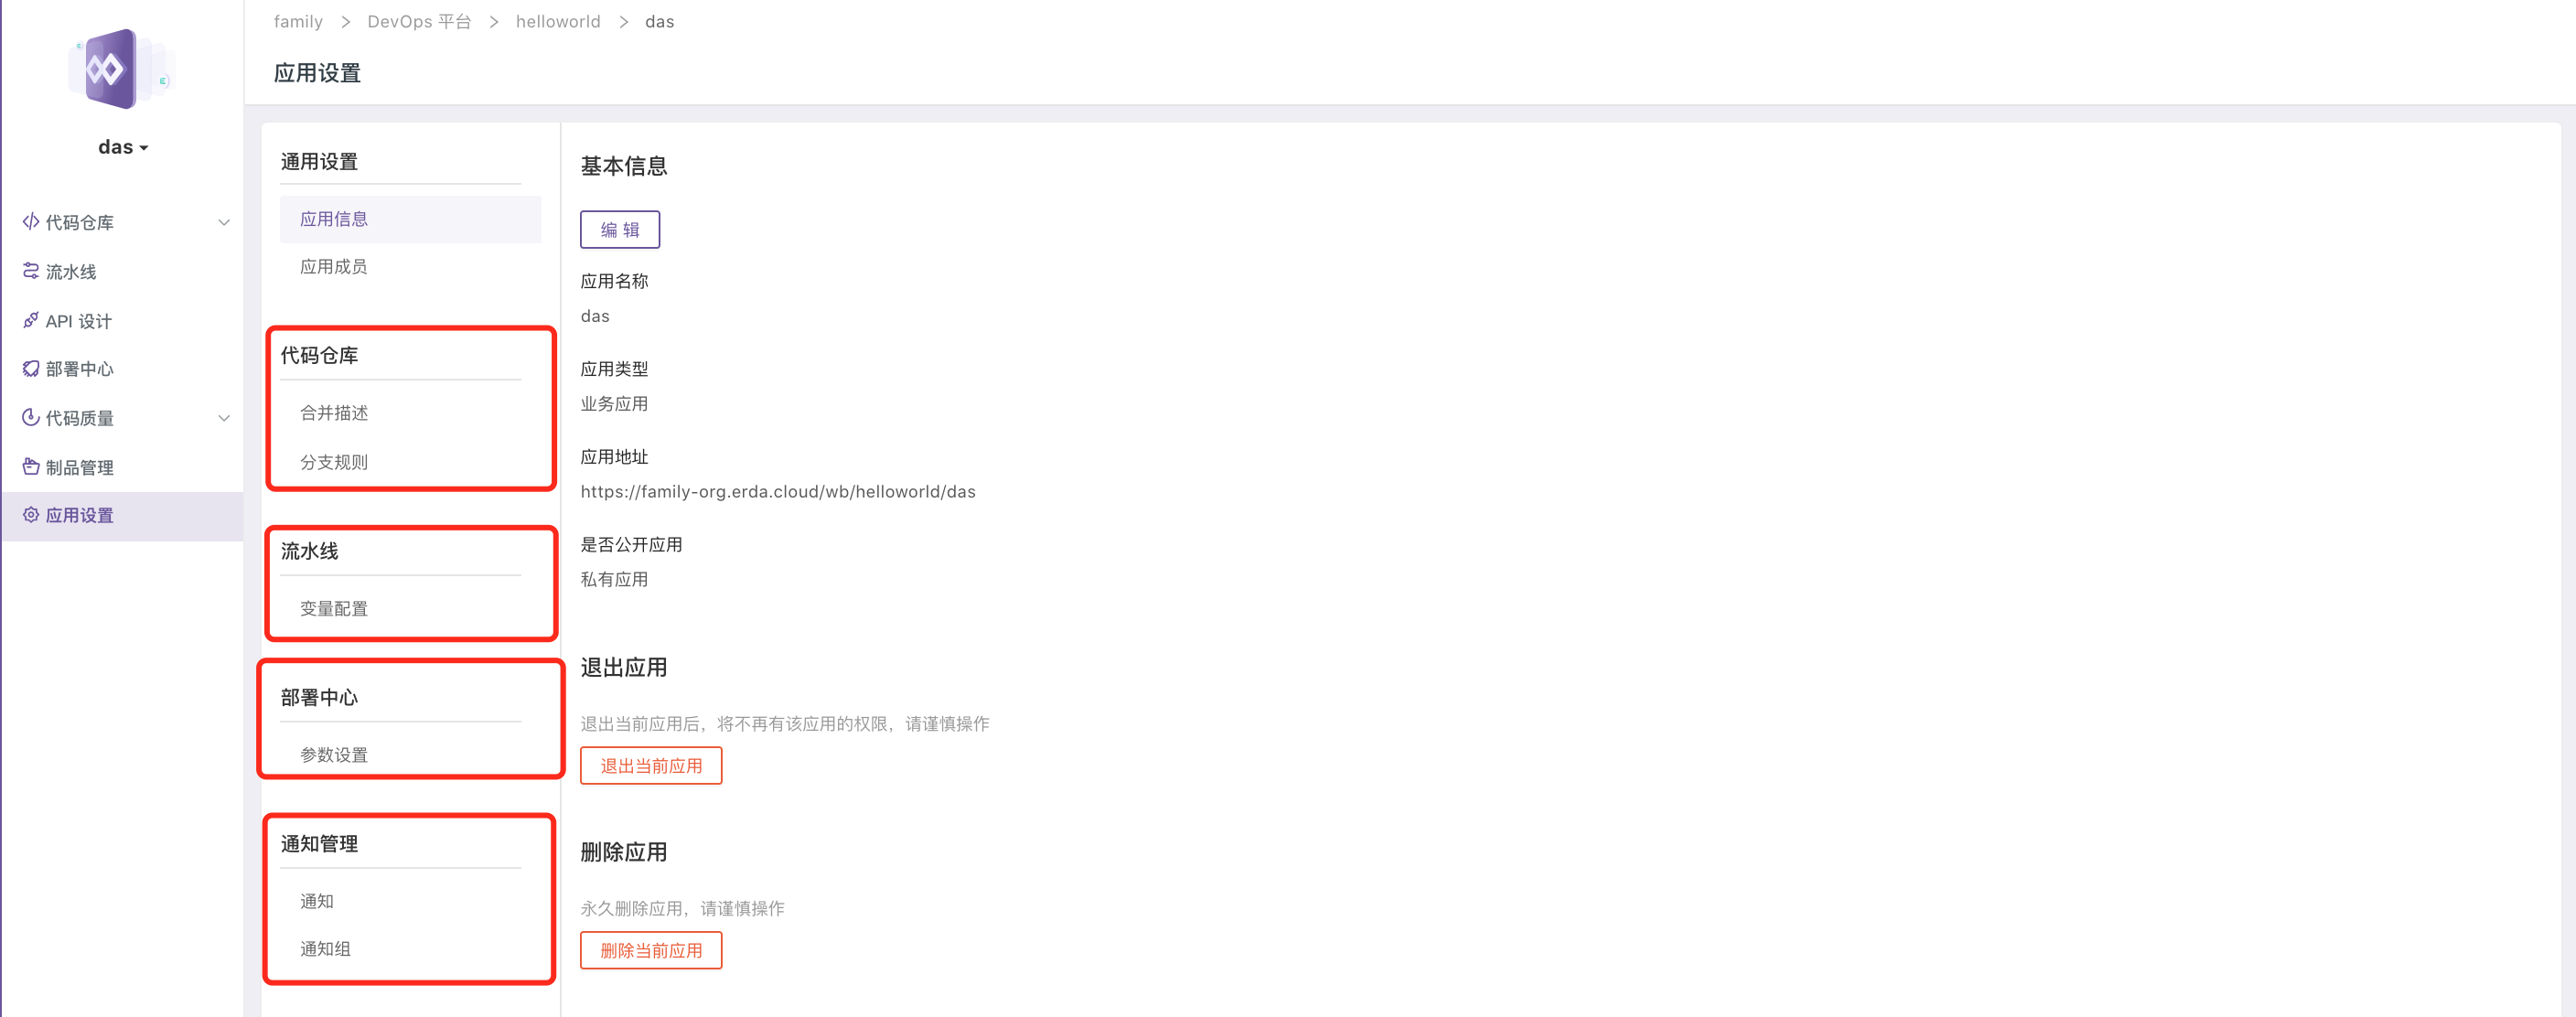 family > DevOps 平台 > helloworld > das
应用设置
das
代码仓库
流水线
API 设计
部署中心
代码质量
制品管理
应用设置
通用设置
应用信息
应用成员
代码仓库
合并描述
分支规则
流水线
变量配置
部署中心
参数设置
通知管理
通知
通知组
基本信息
编 辑
应用名称
das
应用类型
业务应用
应用地址
https://family-org.erda.cloud/wb/helloworld/das
是否公开应用
私有应用
退出应用
退出当前应用后，将不再有该应用的权限，请谨慎操作
退出当前应用
删除应用
永久删除应用，请谨慎操作
删除当前应用